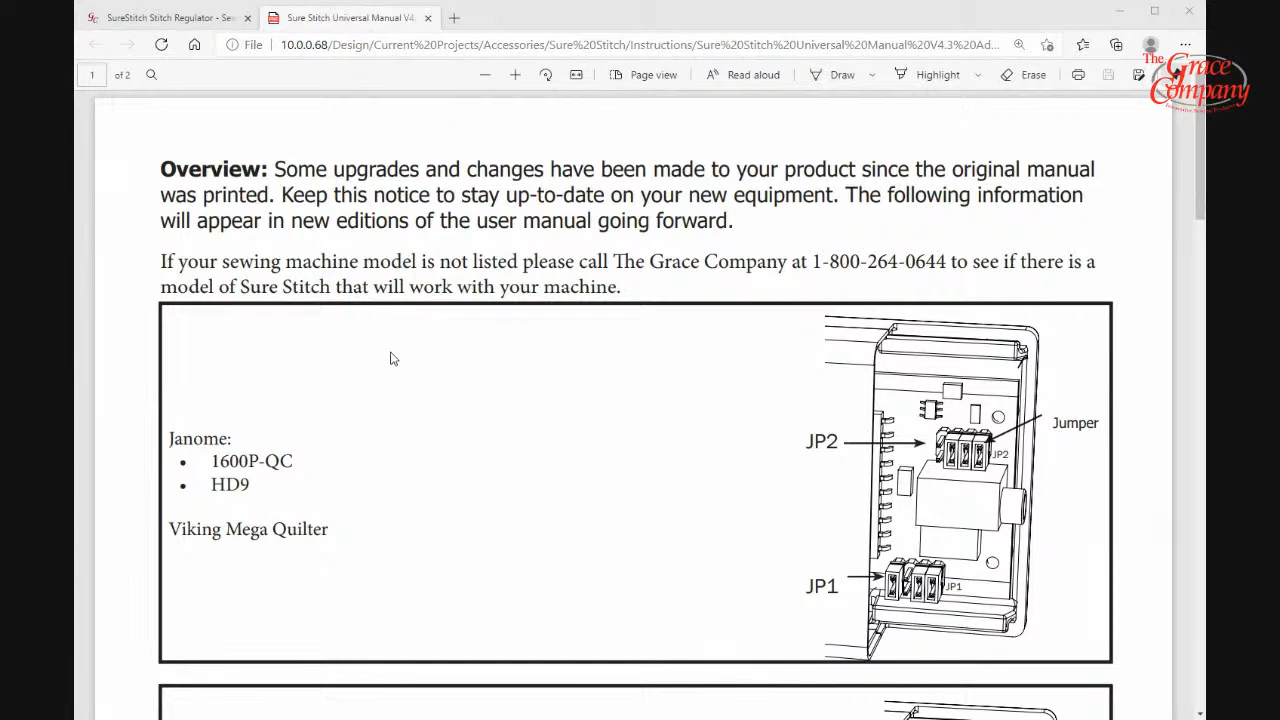 SureStitch Stitch Regulator - Sew
Sure Stitch Universal Manual V4.
File
10.0.0.68/Design/Current%20Projects/Accessories/Sure%20Stitch/Instructions/Sure%20Stitch%20Universal%20Manual%20V4.3%20Ad...
The Grace Company
1 of 2
Page view
Read aloud
Draw
Highlight
Erase
Overview: Some upgrades and changes have been made to your product since the original manual
was printed. Keep this notice to stay up-to-date on your new equipment. The following information
will appear in new editions of the user manual going forward.
If your sewing machine model is not listed please call The Grace Company at 1-800-264-0644 to see if there is a
model of Sure Stitch that will work with your machine.
Janome:
• 1600P-QC
• HD9
Viking Mega Quilter
JP2
Jumper
JP2
JP1
JP1